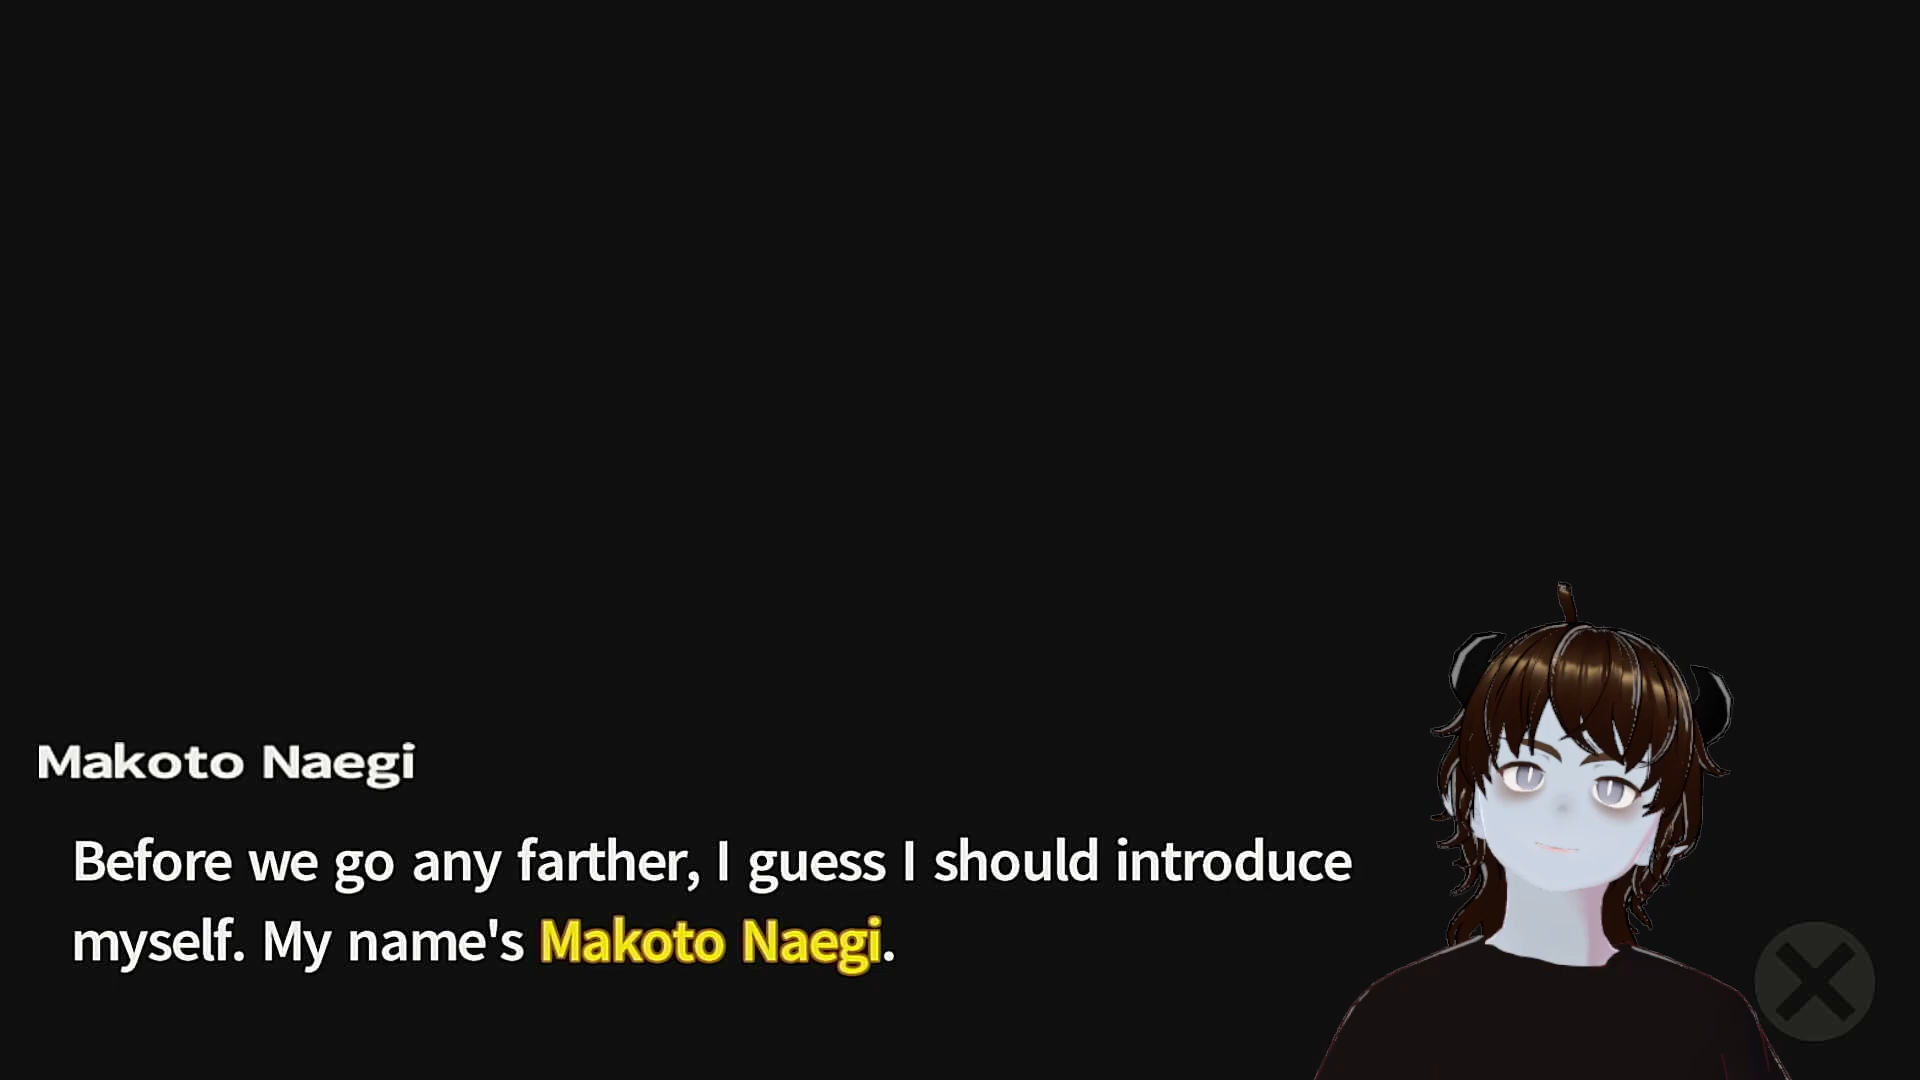 Makoto Naegi
Before we go any farther, I guess I should introduce
myself. My name's Makoto Naegi.